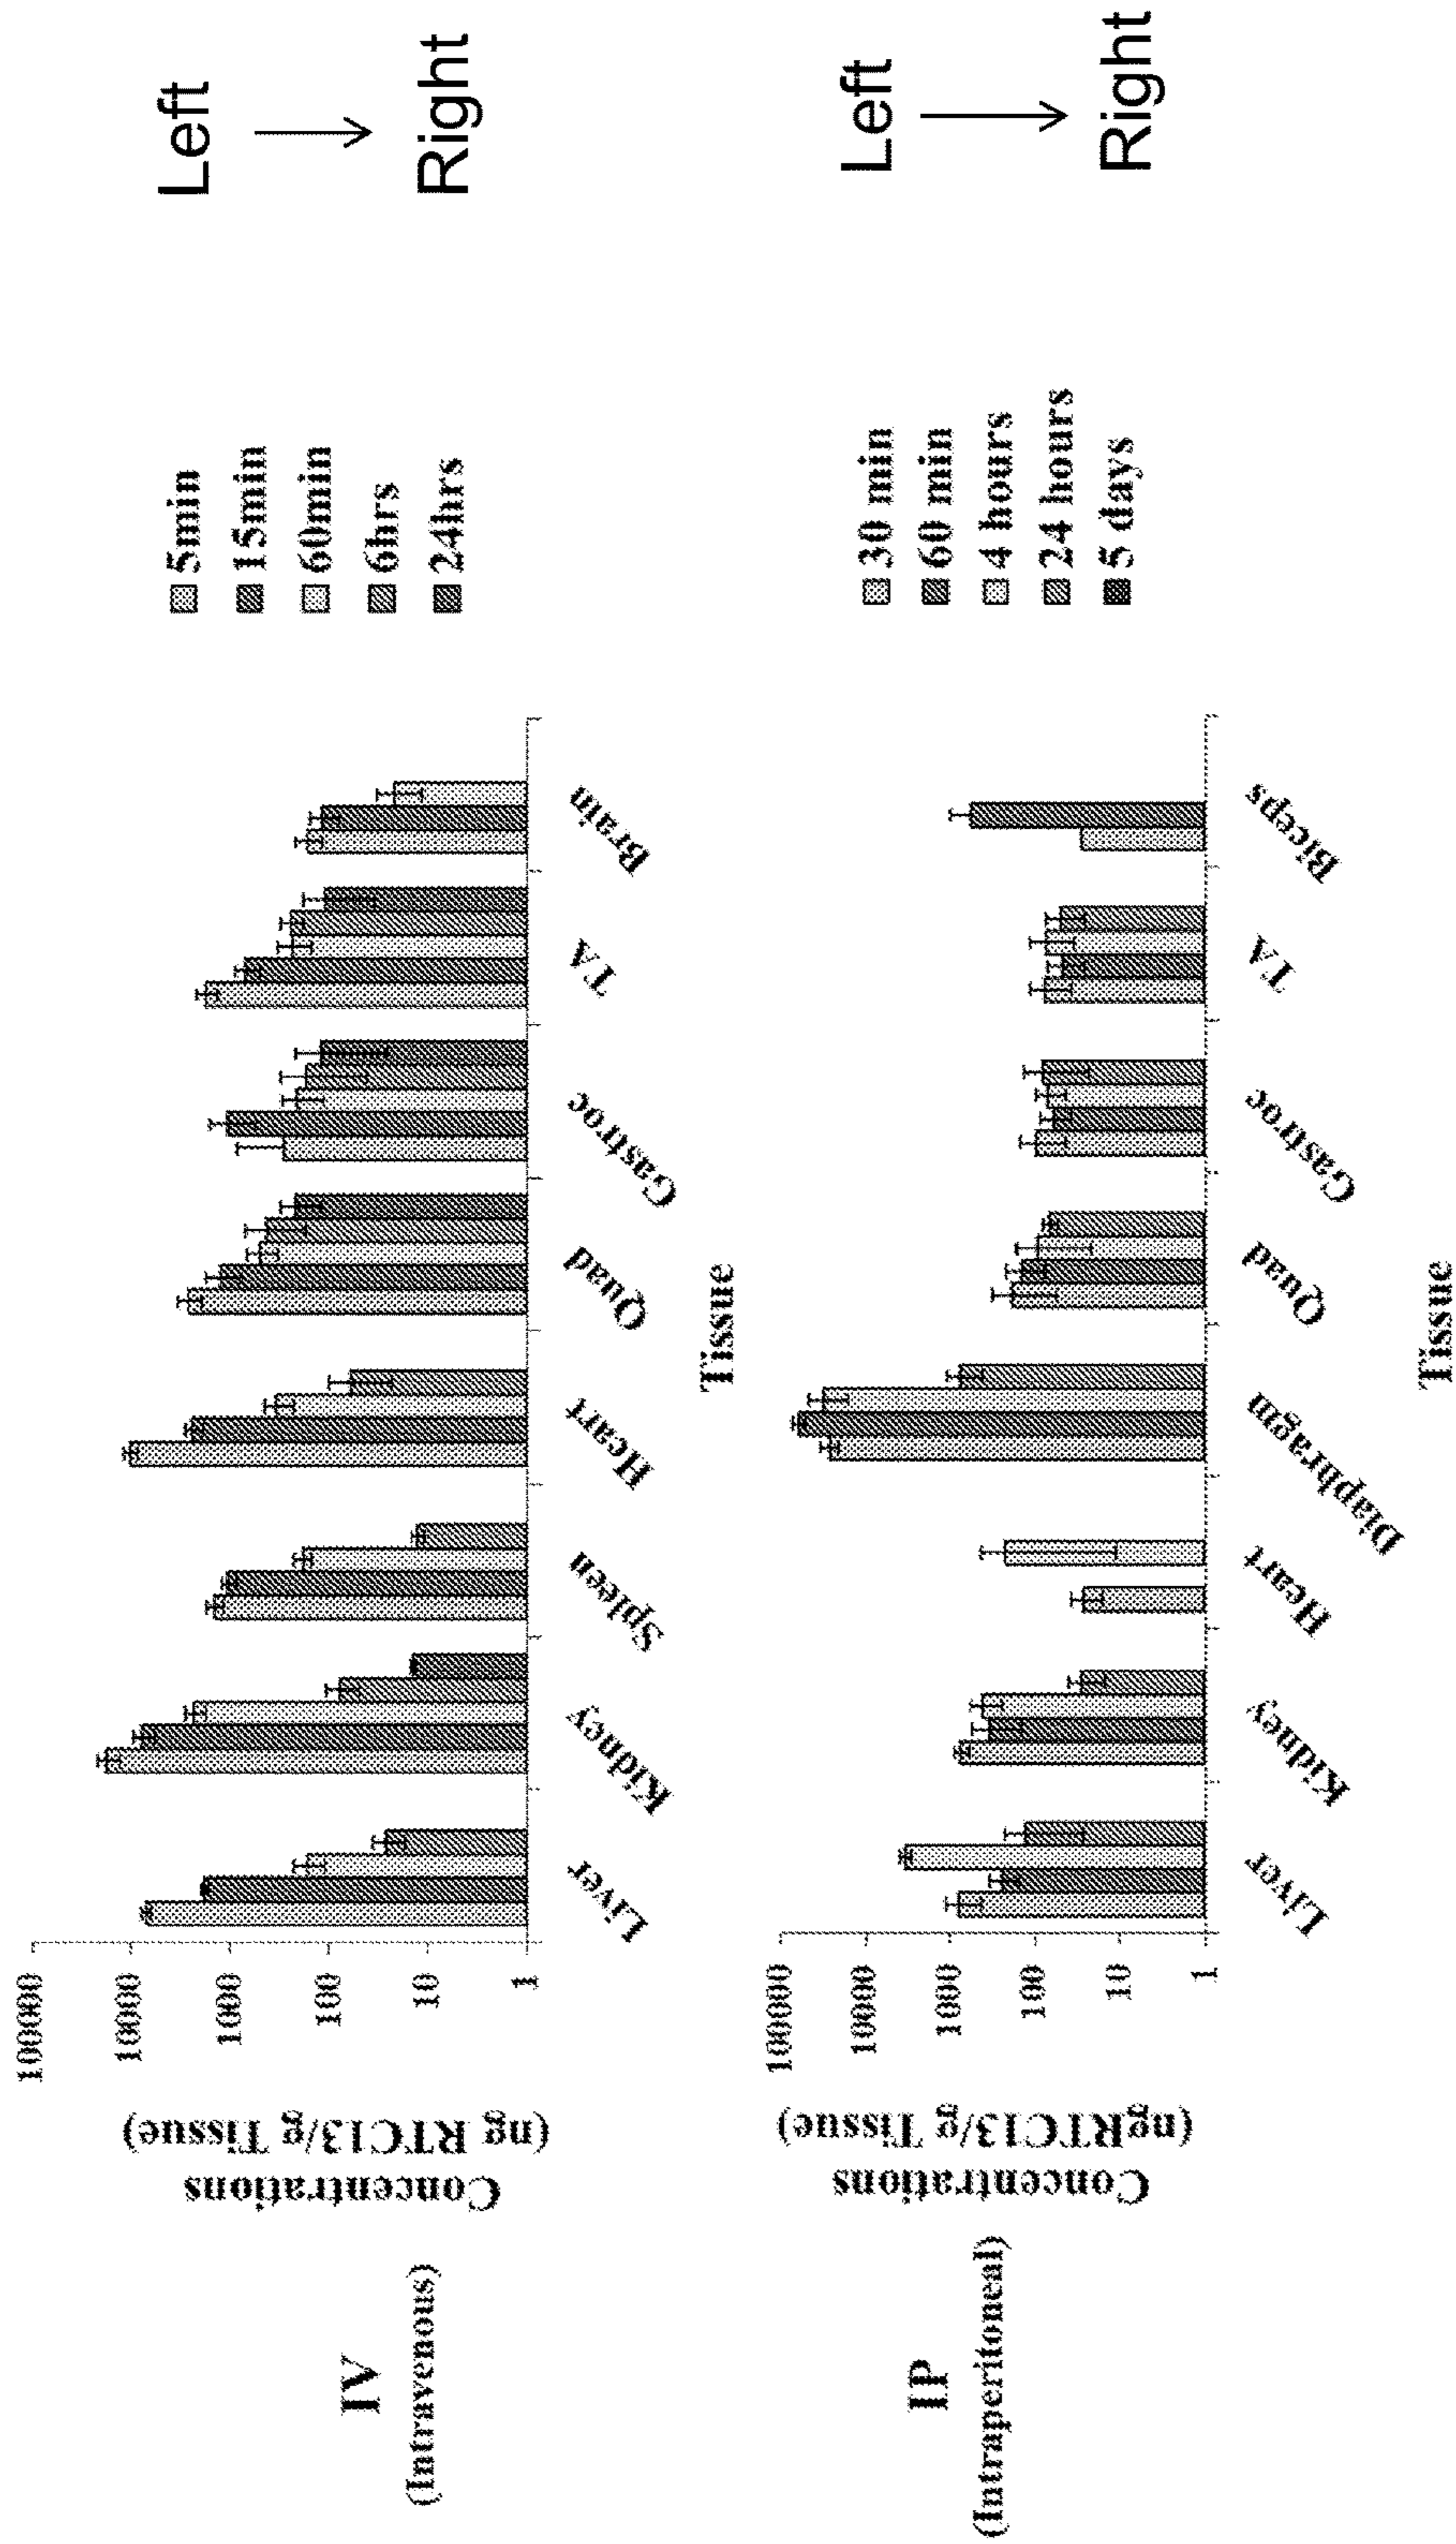 IV
(Intravenous)
Concentrations
(ng RTC13/g Tissue)
100000
10000
1000
100
10
1
Liver
Kidney
Spleen
Heart
Quad
Gastroc
TA
Brain
Tissue
5min
15min
60min
6hrs
24hrs
Left
Right
IP
(Intraperitoneal)
Concentrations
(ngRTC13/g Tissue)
100000
10000
1000
100
10
1
Liver
Kidney
Heart
Diaphragm
Quad
Gastroc
TA
Biceps
Tissue
30 min
60 min
4 hours
24 hours
5 days
Left
Right